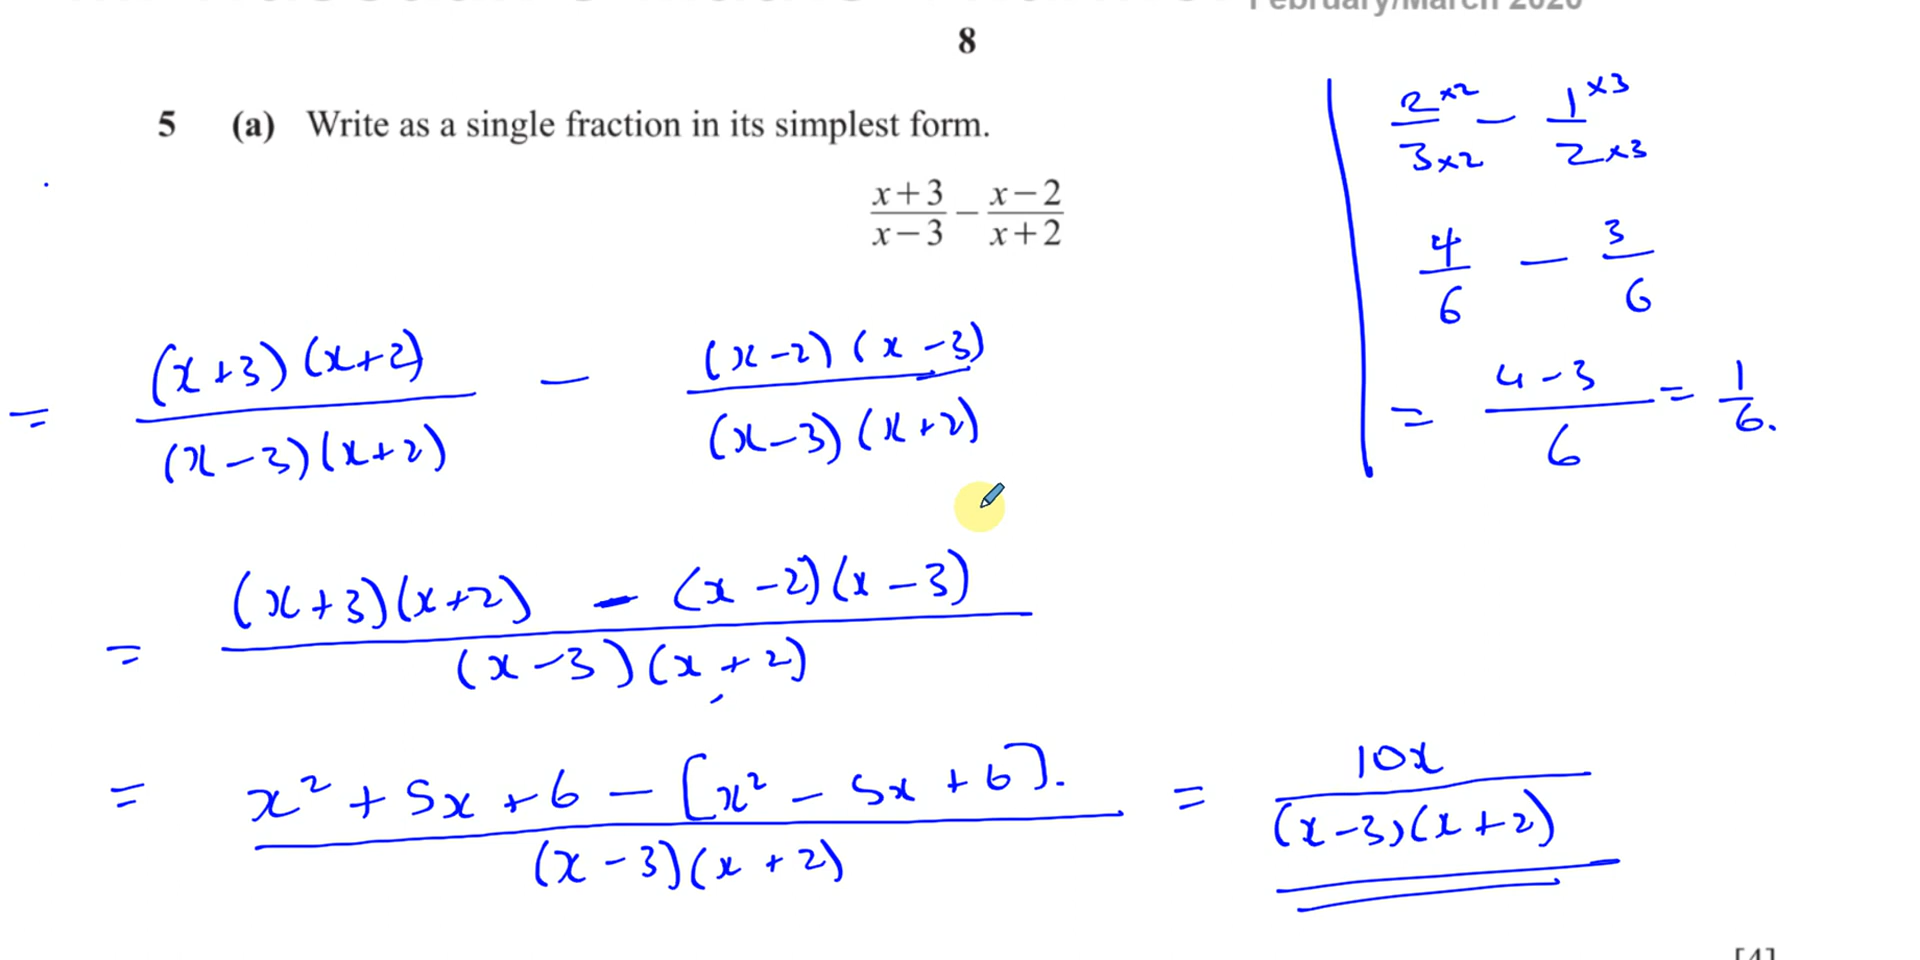 February/March 2020
8
5 (a) Write as a single fraction in its simplest form.
x+3/x−3 − x−2/x+2
2×2/3×2 − 1×3/2×3
4/6 − 3/6
= 4−3/6 = 1/6.
= (x+3)(x+2)/(x−3)(x+2) − (x−2)(x−3)/(x−3)(x+2)
= (x+3)(x+2) − (x−2)(x−3)/(x−3)(x+2)
= x²+5x+6−[x²−5x+6]./(x−3)(x+2) = 10x/(x−3)(x+2)
[4]